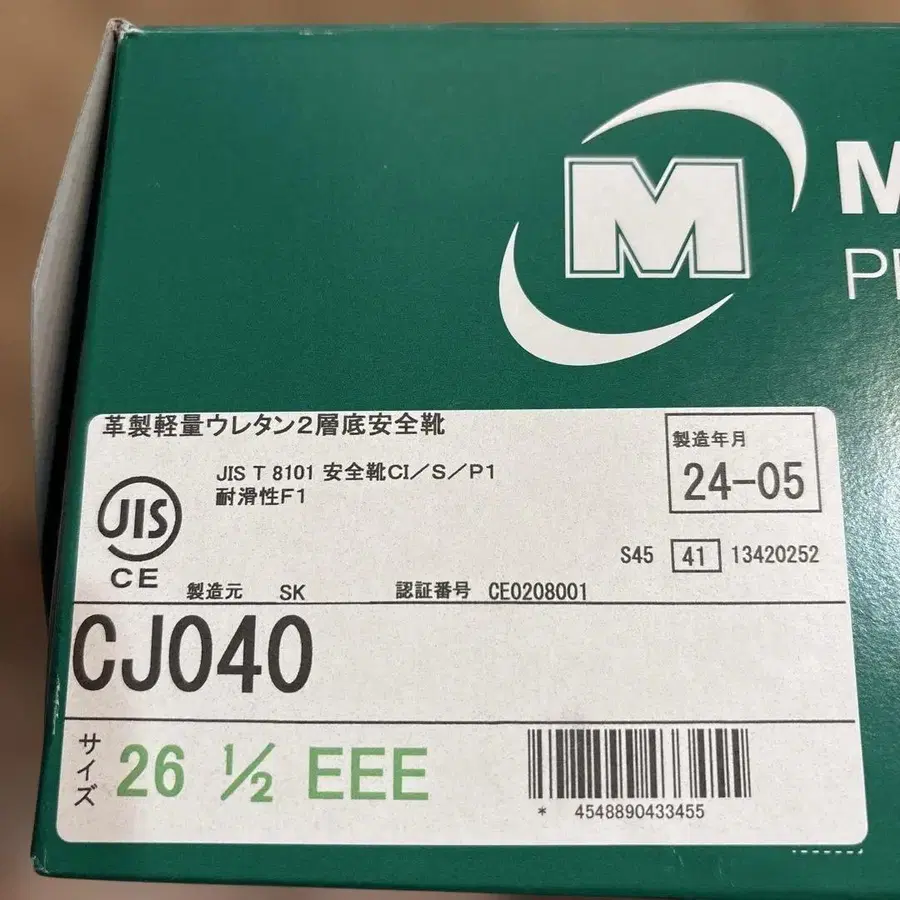 M
M
PR
革製軽量ウレタン2層底安全靴
JIS T 8101 安全靴CI/S/P1
耐滑性F1
製造年月
24-05
JIS
CE
S45 41 13420252
製造元 SK 認証番号 CE0208001
CJ040
サイズ 26 1/2 EEE
* 4548890433455